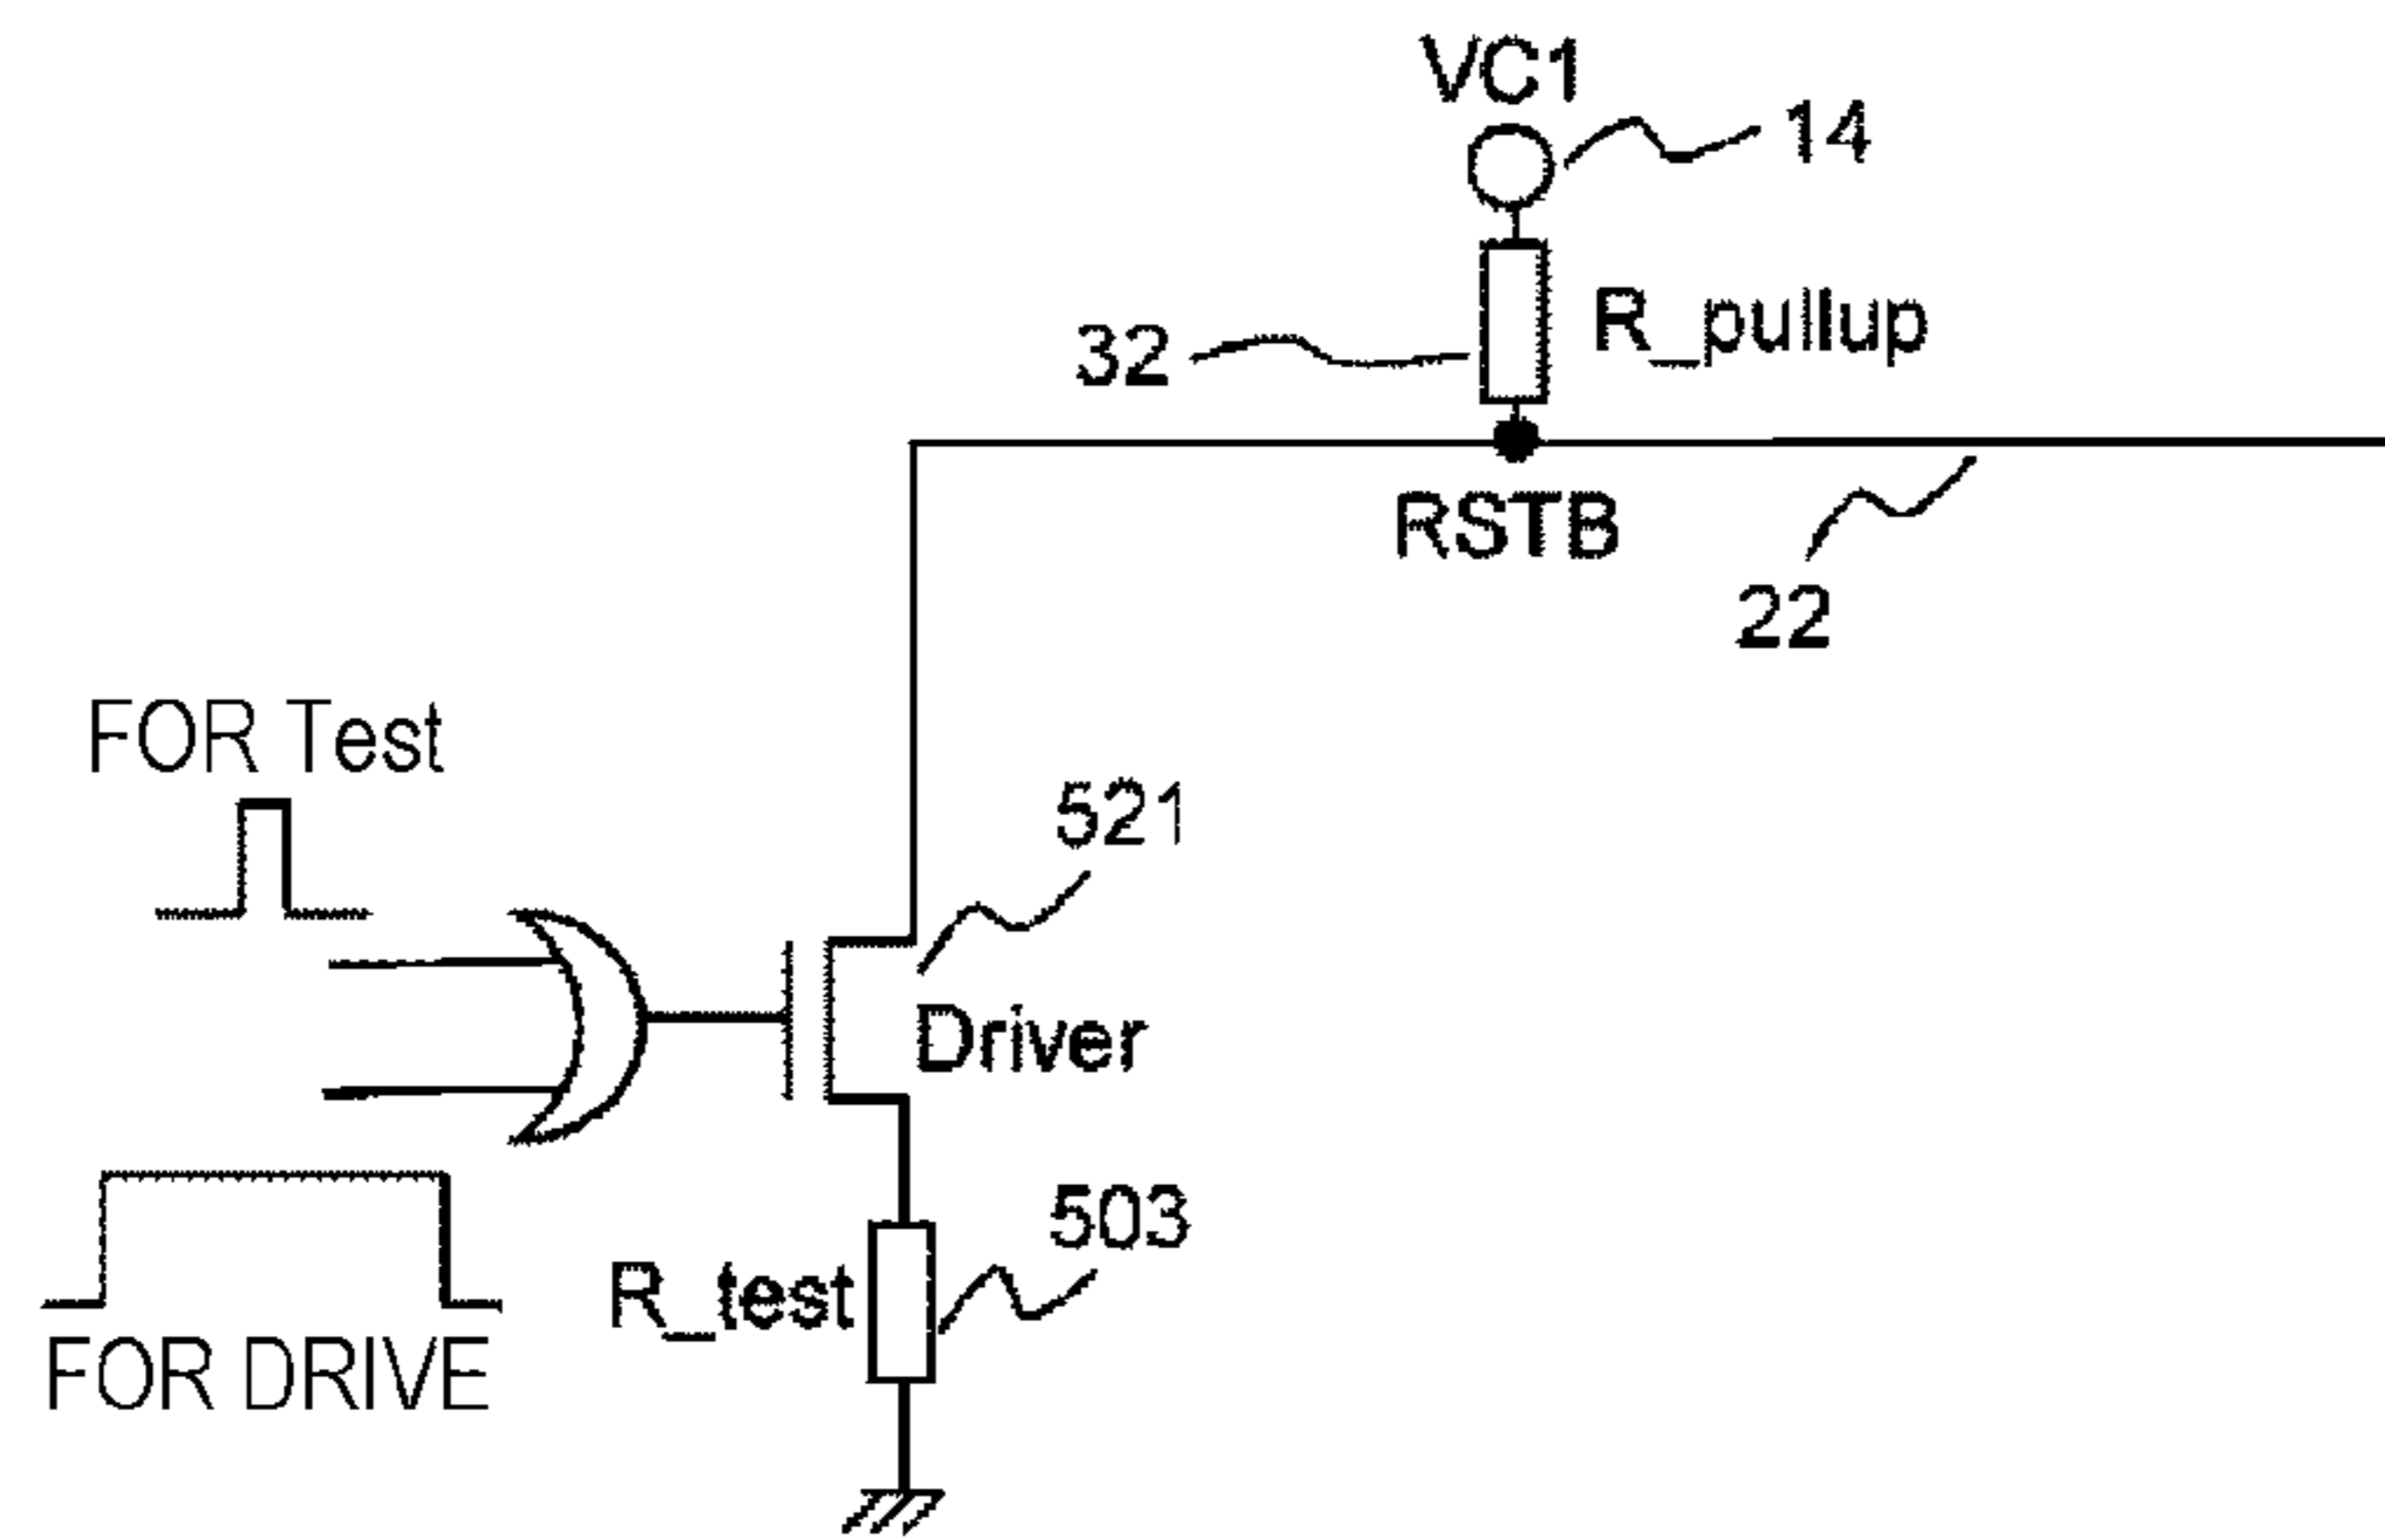 VC1
14
R_pullup
32
RSTB
22
FOR Test
521
Driver
503
R_test
FOR DRIVE